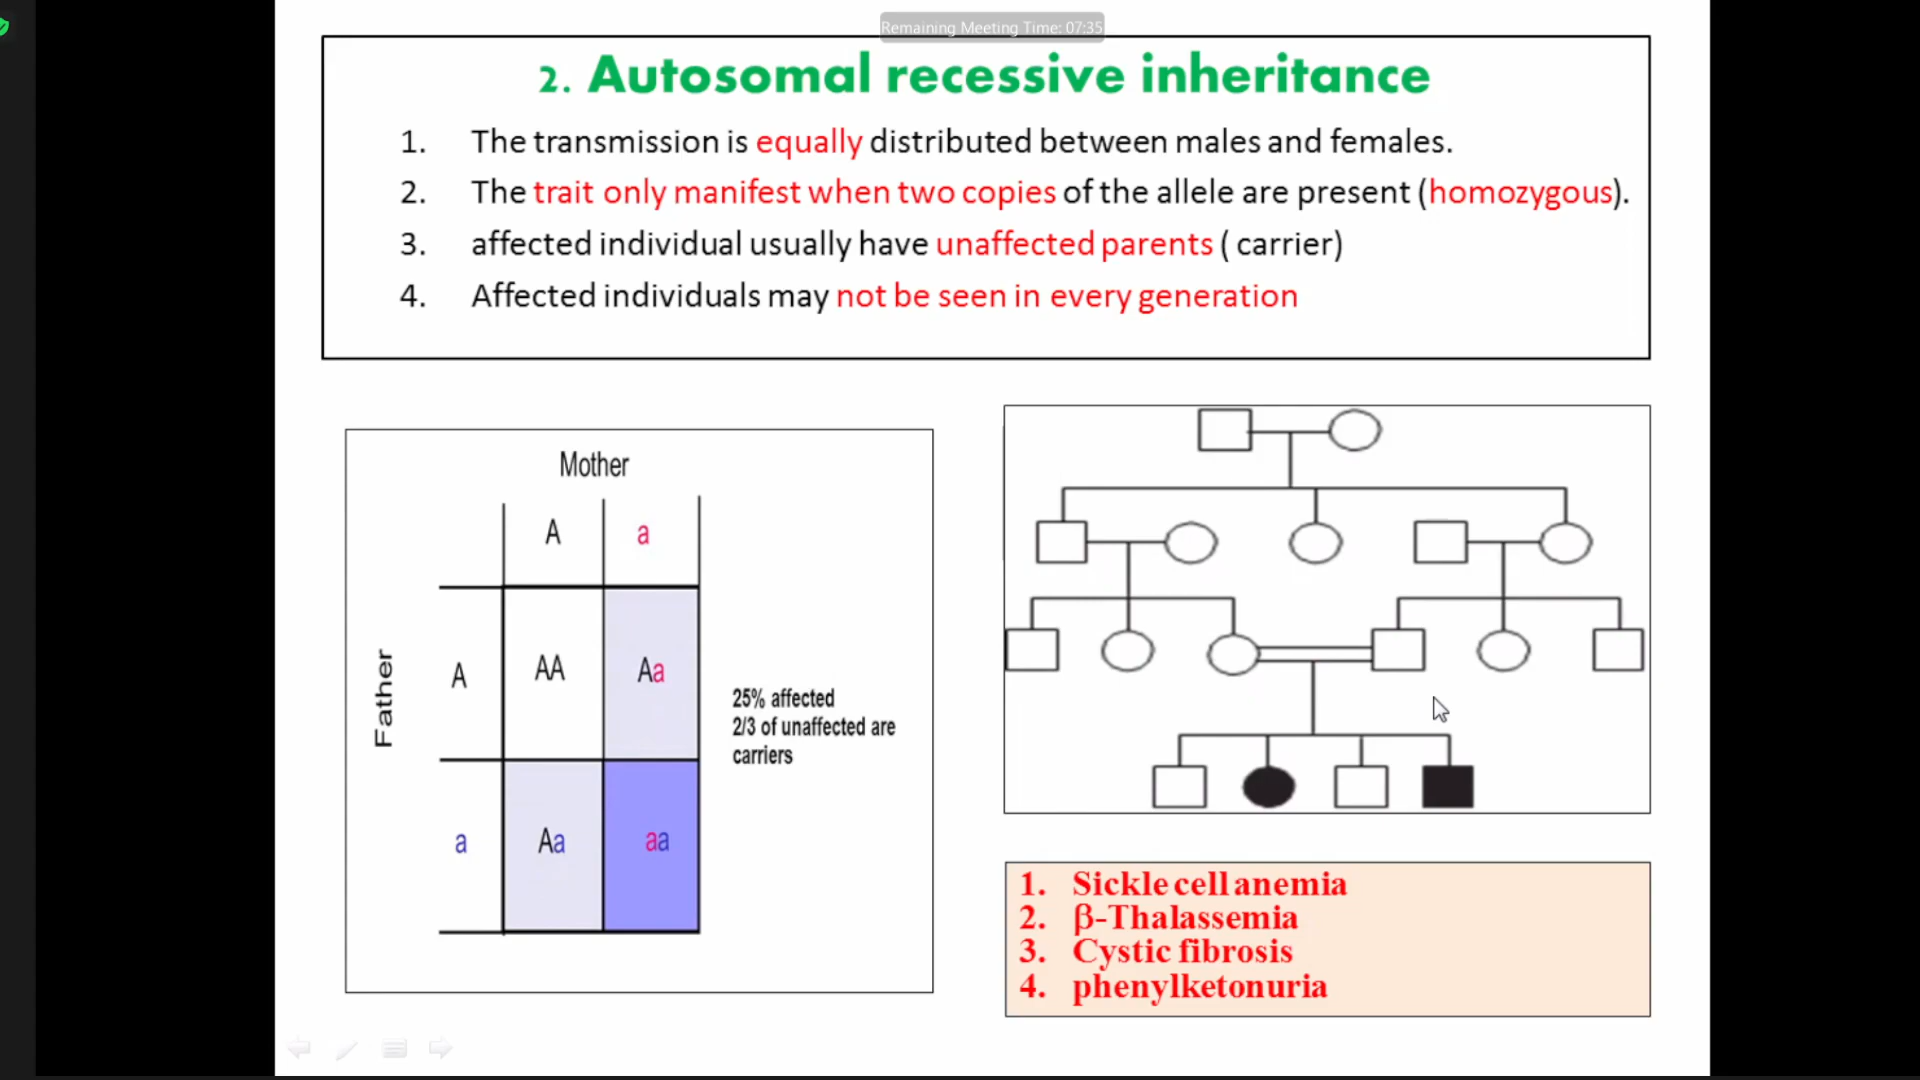 Remaining Meeting Time: 07:35
2. Autosomal recessive inheritance
1. The transmission is equally distributed between males and females.
2. The trait only manifest when two copies of the allele are present (homozygous).
3. affected individual usually have unaffected parents ( carrier)
4. Affected individuals may not be seen in every generation
Mother
A a
Father
A AA Aa
25% affected
2/3 of unaffected are
carriers
a Aa aa
1. Sickle cell anemia
2. β-Thalassemia
3. Cystic fibrosis
4. phenylketonuria